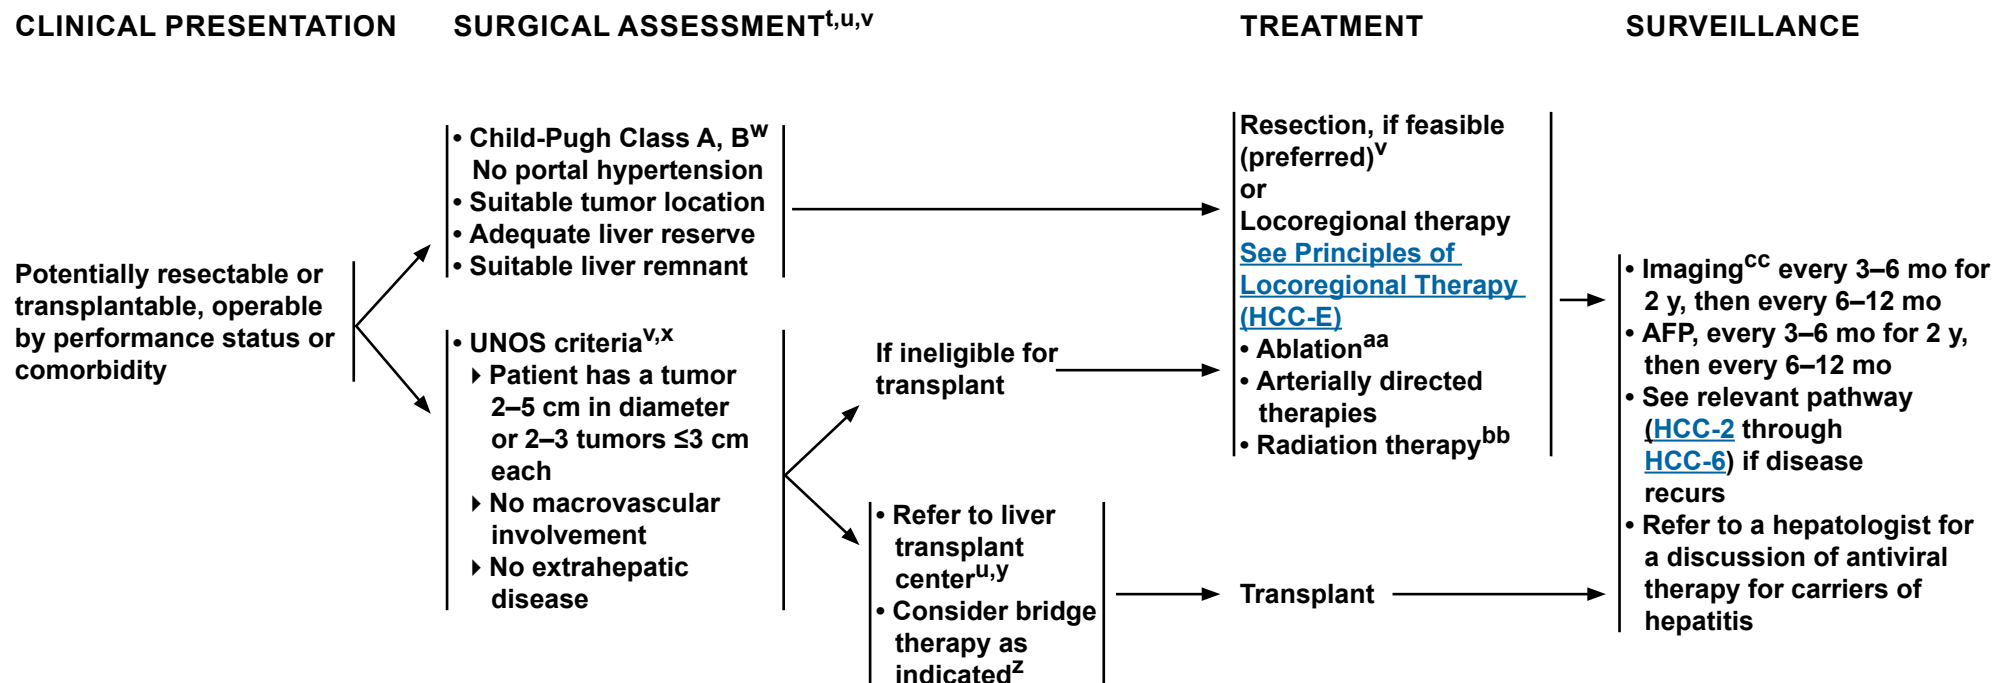 CLINICAL PRESENTATION
SURGICAL ASSESSMENTt,u,v
TREATMENT
SURVEILLANCE
Potentially resectable or
transplantable, operable
by performance status or
comorbidity
• Child-Pugh Class A, Bw
No portal hypertension
• Suitable tumor location
• Adequate liver reserve
• Suitable liver remnant
• UNOS criteriav,x
▸ Patient has a tumor
2–5 cm in diameter
or 2–3 tumors ≤3 cm
each
▸ No macrovascular
involvement
▸ No extrahepatic
disease
If ineligible for
transplant
• Refer to liver
transplant
centeru,y
• Consider bridge
therapy as
indicatedz
Resection, if feasible
(preferred)v
or
Locoregional therapy
See Principles of
Locoregional Therapy
(HCC-E)
• Ablationaa
• Arterially directed
therapies
• Radiation therapybb
Transplant
• Imagingcc every 3–6 mo for
2 y, then every 6–12 mo
• AFP, every 3–6 mo for 2 y,
then every 6–12 mo
• See relevant pathway
(HCC-2 through
HCC-6) if disease
recurs
• Refer to a hepatologist for
a discussion of antiviral
therapy for carriers of
hepatitis